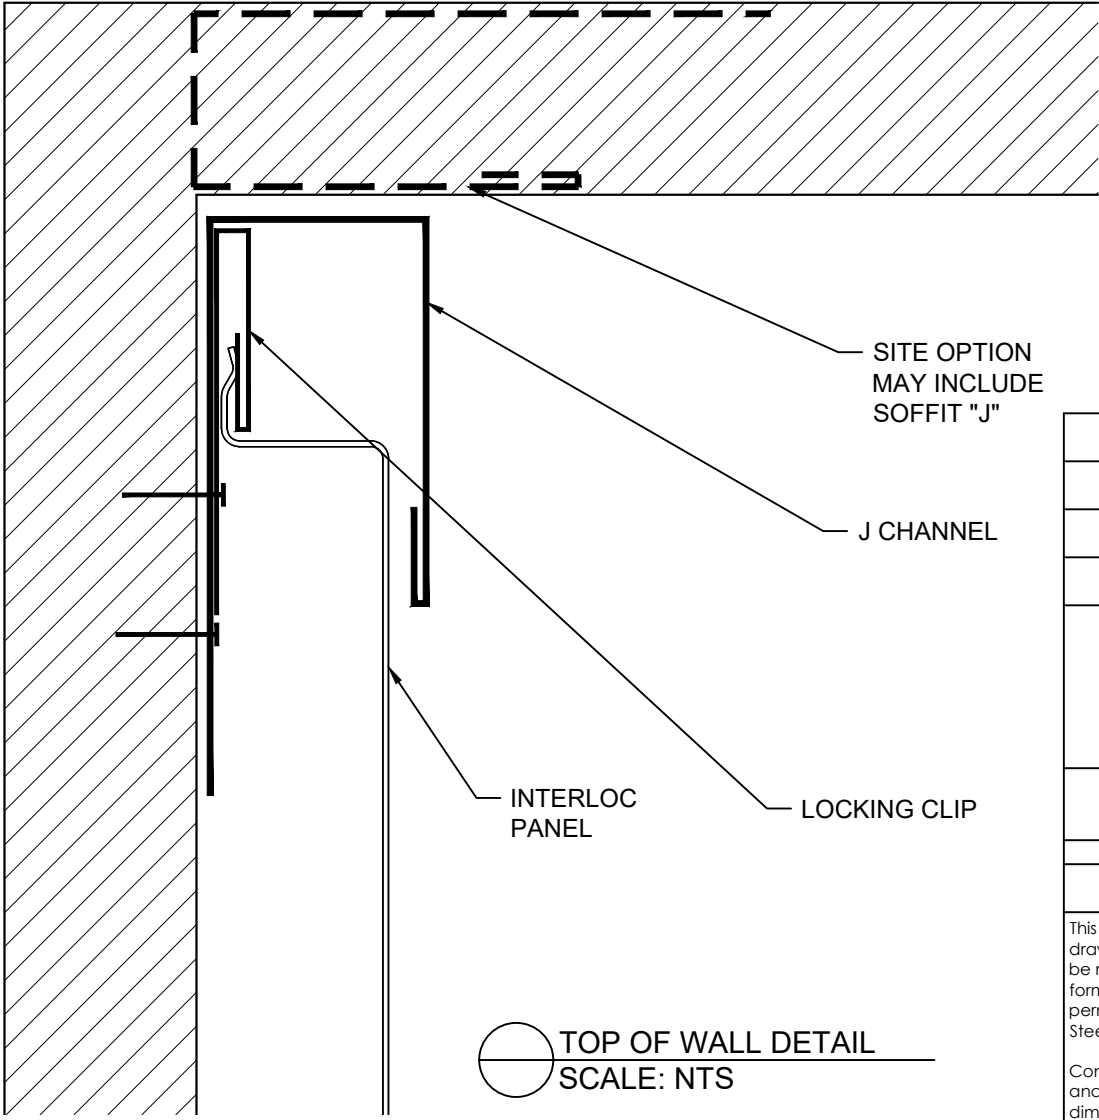 SITE OPTION
MAY INCLUDE
SOFFIT "J"
J CHANNEL
INTERLOC
PANEL
LOCKING CLIP
TOP OF WALL DETAIL
SCALE: NTS
This
be
Stee
and